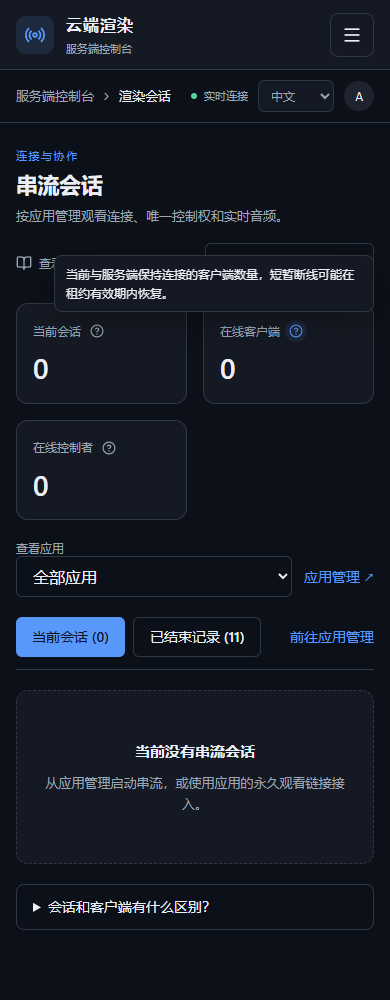 云端渲染
服务端控制台
服务端控制台 › 渲染会话
实时连接
中文
A
连接与协作
串流会话
按应用管理观看连接、唯一控制权和实时音频。
当前与服务端保持连接的客户端数量，短暂断线可能在
租约有效期内恢复。
当前会话
0
在线客户端
0
在线控制者
0
查看应用
全部应用
应用管理 ↗
当前会话 (0)
已结束记录 (11)
前往应用管理
当前没有串流会话
从应用管理启动串流，或使用应用的永久观看链接接
入。
▶ 会话和客户端有什么区别？